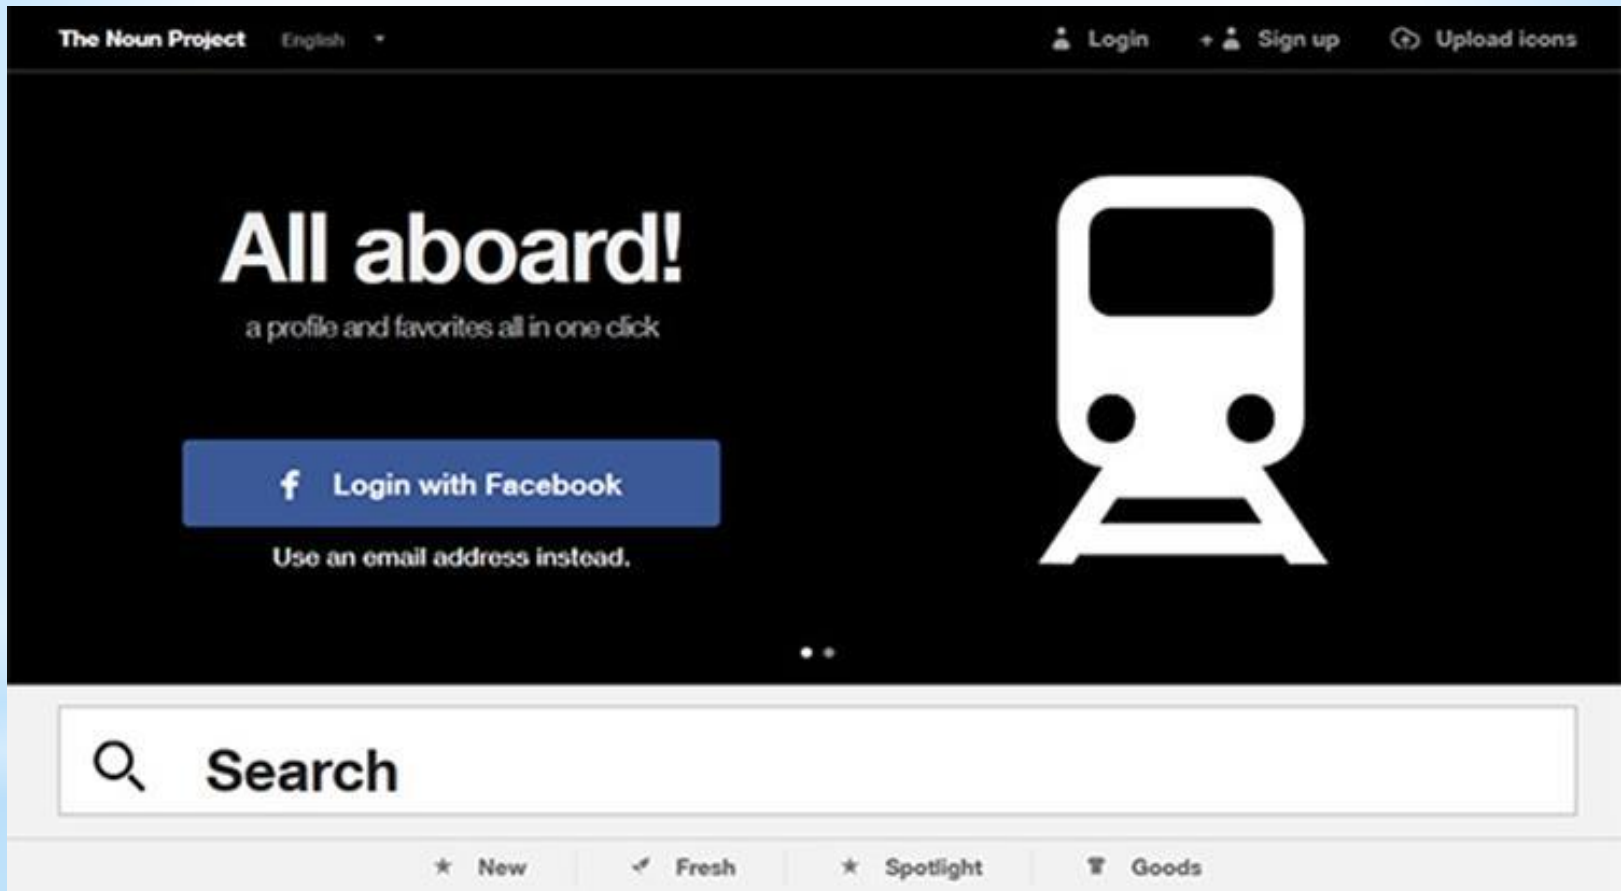 The Noun Project English Login Sign up Upload icons
All aboard!
a profile and favorites all in one click
f Login with Facebook
Use an email address instead.
Search
New Fresh Spotlight Goods